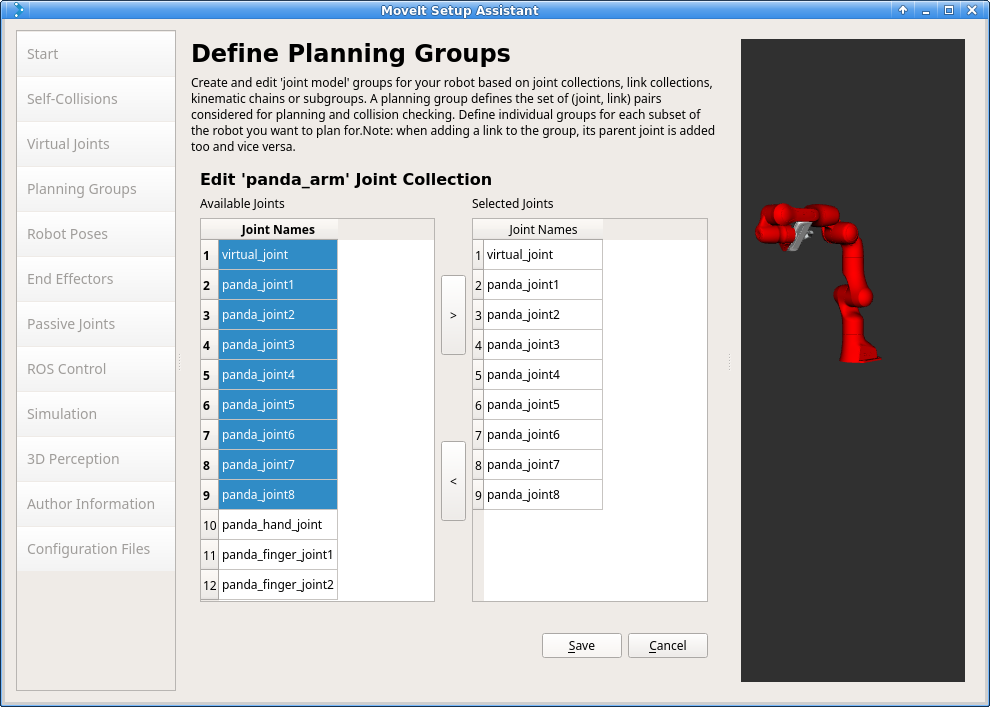 MoveIt Setup Assistant
Start
Self-Collisions
Virtual Joints
Planning Groups
Robot Poses
End Effectors
Passive Joints
ROS Control
Simulation
3D Perception
Author Information
Configuration Files
Define Planning Groups
Create and edit 'joint model' groups for your robot based on joint collections, link collections,
kinematic chains or subgroups. A planning group defines the set of (joint, link) pairs
considered for planning and collision checking. Define individual groups for each subset of
the robot you want to plan for.Note: when adding a link to the group, its parent joint is added
too and vice versa.
Edit 'panda_arm' Joint Collection
Available Joints
Joint Names
1 virtual_joint
2 panda_joint1
3 panda_joint2
4 panda_joint3
5 panda_joint4
6 panda_joint5
7 panda_joint6
8 panda_joint7
9 panda_joint8
10 panda_hand_joint
11 panda_finger_joint1
12 panda_finger_joint2
>
<
Selected Joints
Joint Names
1 virtual_joint
2 panda_joint1
3 panda_joint2
4 panda_joint3
5 panda_joint4
6 panda_joint5
7 panda_joint6
8 panda_joint7
9 panda_joint8
Save
Cancel